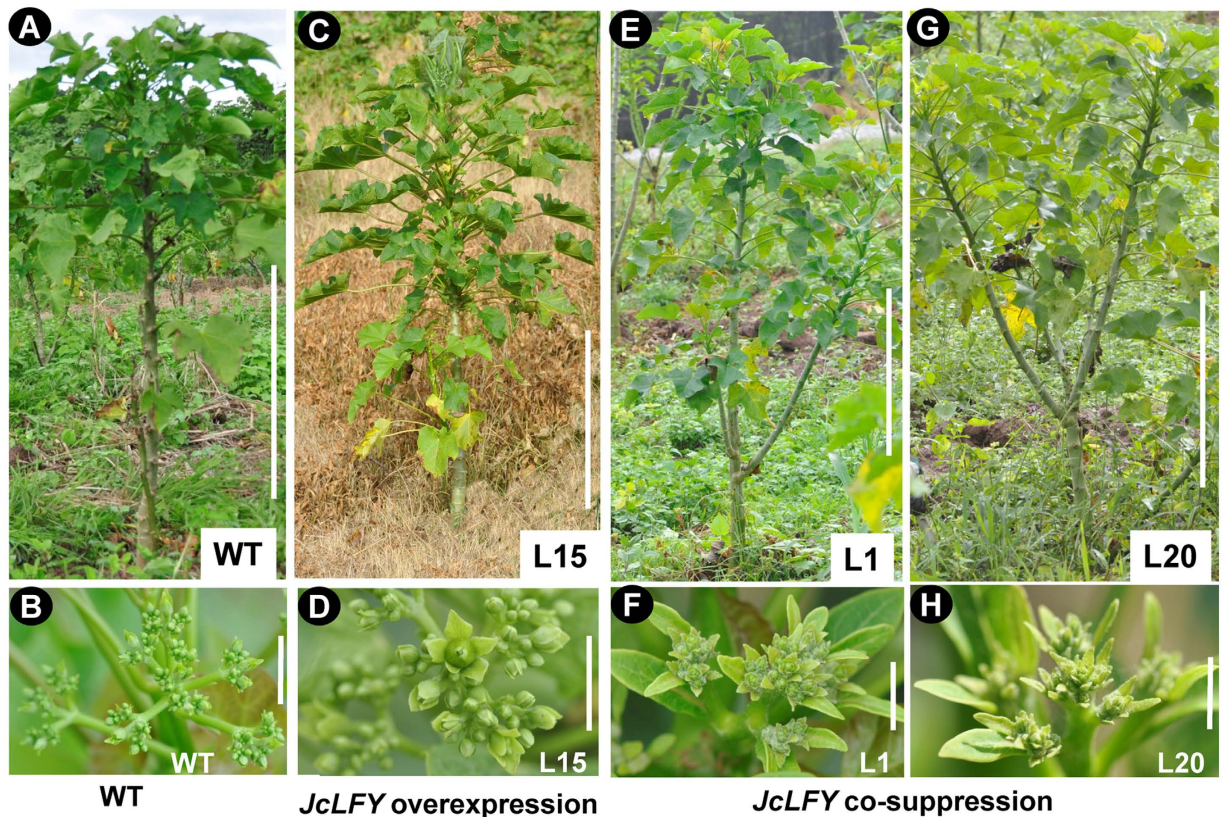 A
C
E
G
WT
L15
L1
L20
B
D
F
H
WT
L15
L1
L20
WT
JcLFY overexpression
JcLFY co-suppression